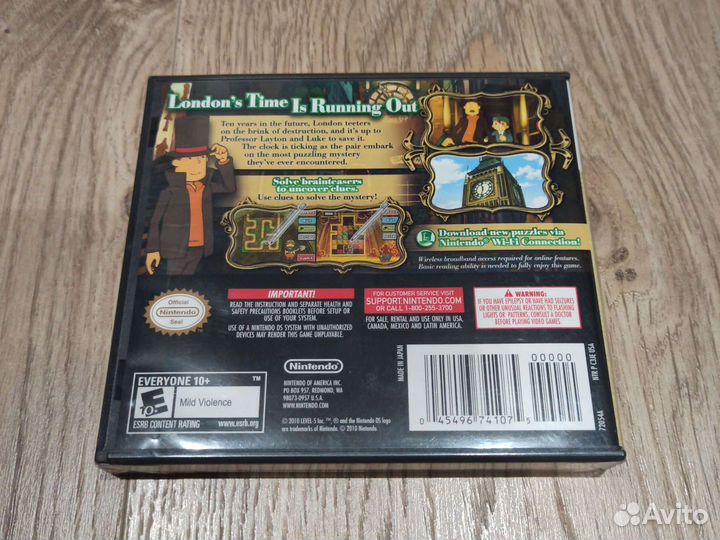 London's Time Is Running Out
Ten years in the future, London teeters
on the brink of destruction, and it's up to
Professor Layton and Luke to save it.
The clock is ticking as the pair embark
on the most puzzling mystery
they've ever encountered.
Solve brainteasers
to uncover clues.
Use clues to solve the mystery!
Download new puzzles via
Nintendo® Wi-Fi Connection!
Wireless broadband access required for online features.
Basic reading ability is needed to fully enjoy this game.
Official
Nintendo
Seal
IMPORTANT!
READ THE INSTRUCTION AND SEPARATE HEALTH AND
SAFETY PRECAUTIONS BOOKLETS BEFORE SETUP OR
USE OF YOUR SYSTEM.
USE OF A NINTENDO DS SYSTEM WITH UNAUTHORIZED
DEVICES MAY RENDER THIS GAME UNPLAYABLE.
FOR CUSTOMER SERVICE VISIT
SUPPORT.NINTENDO.COM
OR CALL 1-800-255-3700
FOR SALE, RENTAL AND USE ONLY IN USA,
CANADA, MEXICO AND LATIN AMERICA.
WARNING:
IF YOU HAVE EPILEPSY OR HAVE HAD SEIZURES
OR OTHER UNUSUAL REACTIONS TO FLASHING
LIGHTS OR PATTERNS, CONSULT A DOCTOR
BEFORE PLAYING VIDEO GAMES.
EVERYONE 10+ ™
E
10+
Mild Violence
ESRB CONTENT RATING www.esrb.org
Nintendo
NINTENDO OF AMERICA INC.
PO BOX 957, REDMOND, WA
98073-0957 U.S.A.
WWW.NINTENDO.COM
© 2010 LEVEL-5 Inc. ™, ® and the Nintendo DS logo
are trademarks of Nintendo. © 2010 Nintendo.
MADE IN JAPAN
00000
0 45496 74107 5
NTR P C3JE USA
72054A
Avito